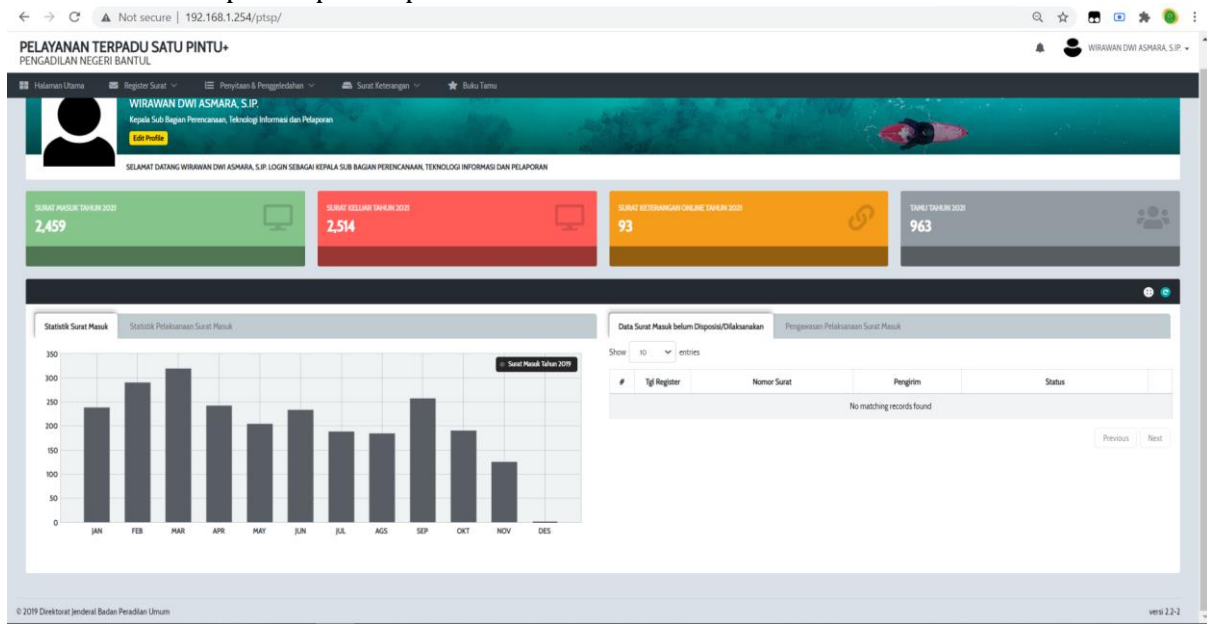 Not secure | 192.168.1.254/ptsp/
PELAYANAN TERPADU SATU PINTU+
PENGADILAN NEGERI BANTUL
WIRAWAN DWI ASMARA, S.IP.
Halaman Utama Register Surat Penyitaan & Penggeledahan Surat Keterangan Buku Tamu
WIRAWAN DWI ASMARA, S.IP.
Kepala Sub Bagian Perencanaan, Teknologi Informasi dan Pelaporan
Edit Profile
SELAMAT DATANG WIRAWAN DWI ASMARA, S.IP. LOGIN SEBAGAI KEPALA SUB BAGIAN PERENCANAAN, TEKNOLOGI INFORMASI DAN PELAPORAN
SURAT MASUK TAHUN 2021
2,459
SURAT KELUAR TAHUN 2021
2,514
SURAT KETERANGAN ONLINE TAHUN 2021
93
TAMU TAHUN 2021
963
Statistik Surat Masuk Statistik Pelaksanaan Surat Masuk
350
300
250
200
150
100
50
0
Surat Masuk Tahun 2019
JAN FEB MAR APR MAY JUN JUL AGS SEP OKT NOV DES
Data Surat Masuk belum Disposisi/Dilaksanakan Pengawasan Pelaksanaan Surat Masuk
Show 10 entries
# Tgl Register Nomor Surat Pengirim Status
No matching records found
Previous Next
© 2019 Direktorat Jenderal Badan Peradilan Umum
versi 2.2-2